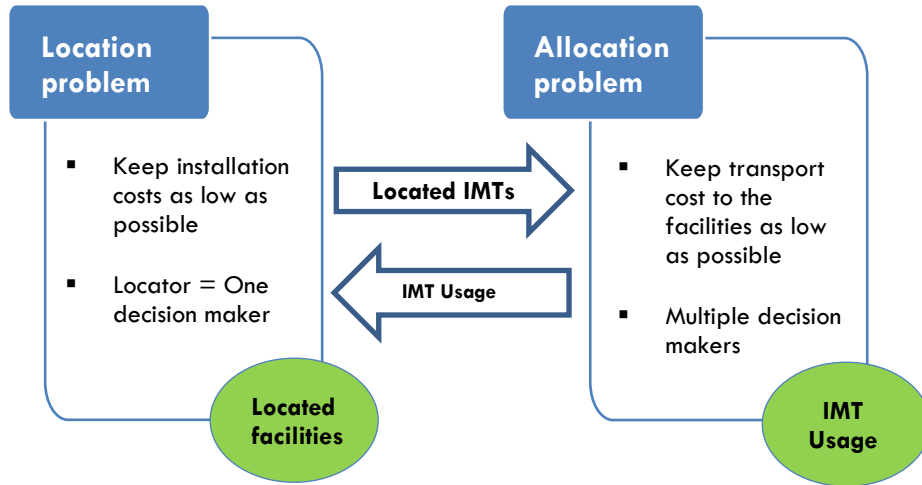 Location
problem
▪ Keep installation
costs as low as
possible
▪ Locator = One
decision maker
Located
facilities
Located IMTs
IMT Usage
Allocation
problem
▪ Keep transport
cost to the
facilities as low
as possible
▪ Multiple decision
makers
IMT
Usage